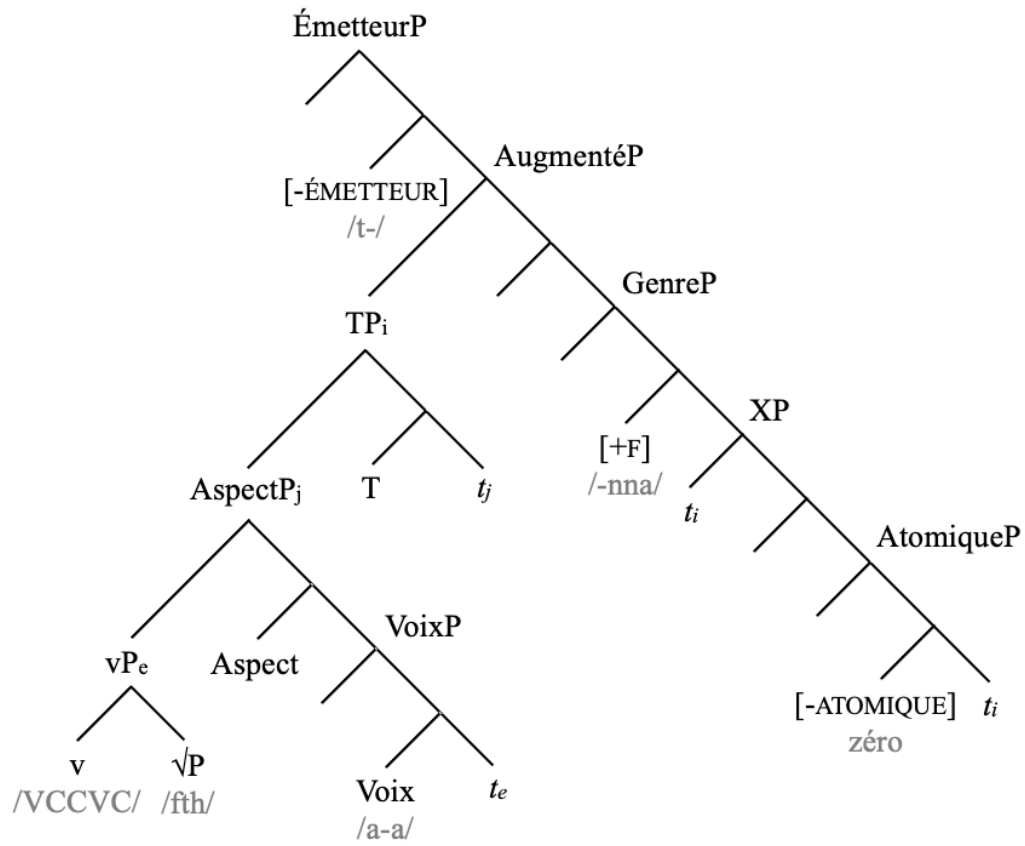 ÉmetteurP
AugmentéP
[-ÉMETTEUR]
/t-/
GenreP
TPi
XP
[+F]
/-nna/
AspectPj
T
tj
ti
AtomiqueP
VoixP
vPe
Aspect
[-ATOMIQUE]
ti
zéro
v
√P
/VCCVC/
/fth/
Voix
te
/a-a/